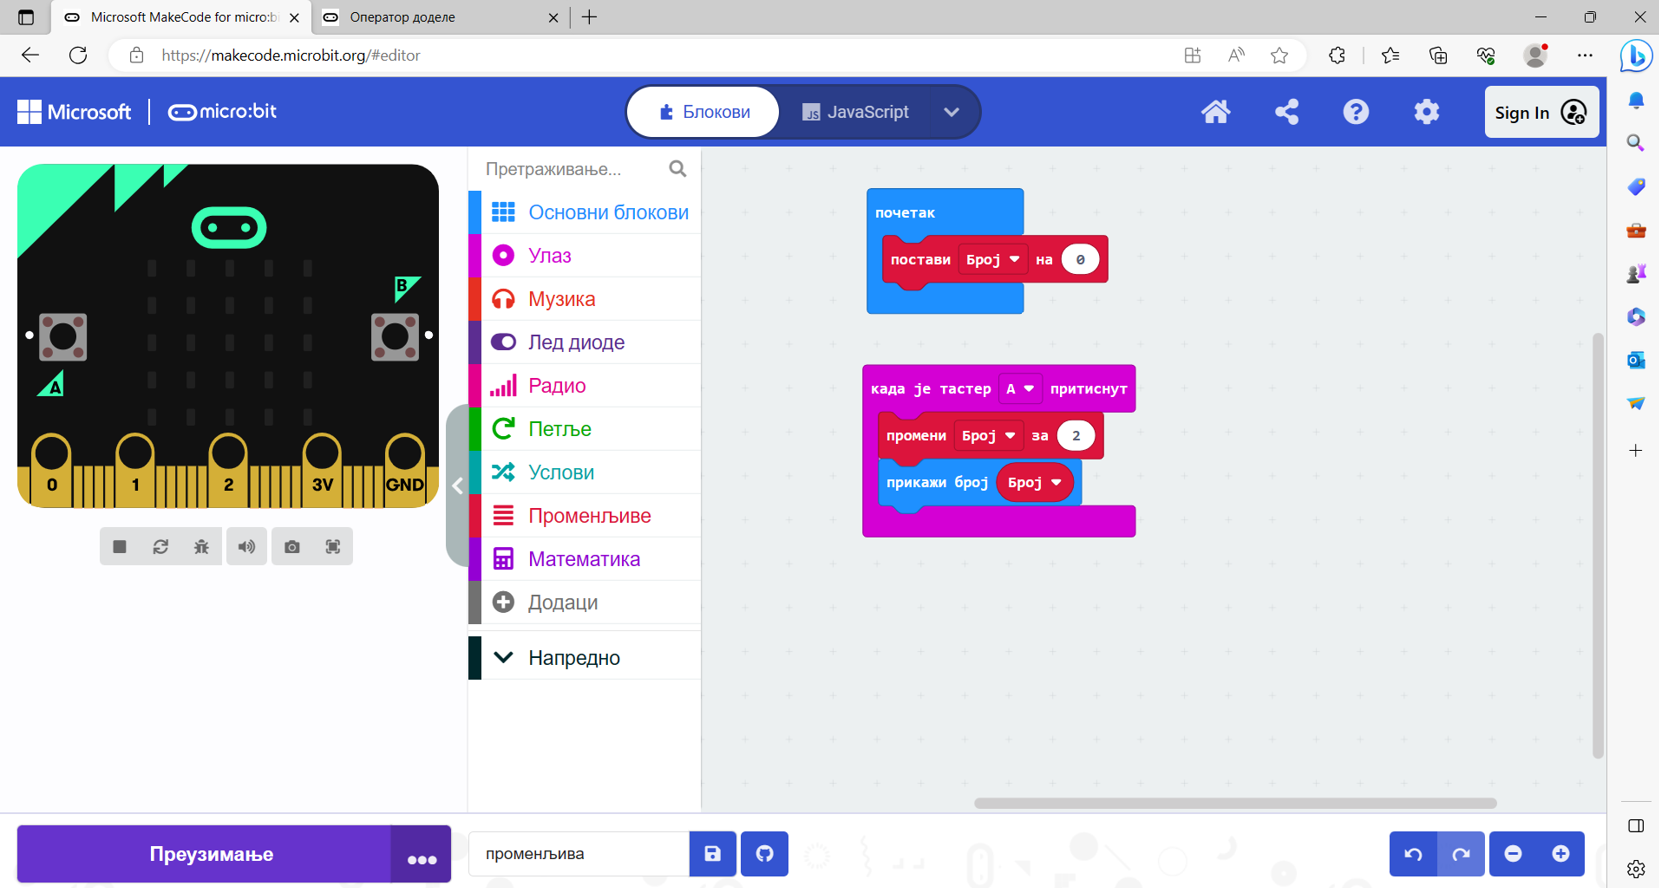 Microsoft MakeCode for micro:b
Оператор доделе
https://makecode.microbit.org/#editor
Microsoft
micro:bit
Блокови
JS
JavaScript
Sign In
Претраживање...
Основни блокови
Улаз
Музика
Лед диоде
Радио
Петље
Услови
Променљиве
Математика
Додаци
Напредно
B
A
0
1
2
3V
GND
почетак
постави Број на 0
када је тастер A притиснут
промени Број за 2
прикажи број Број
Преузимање
променљива